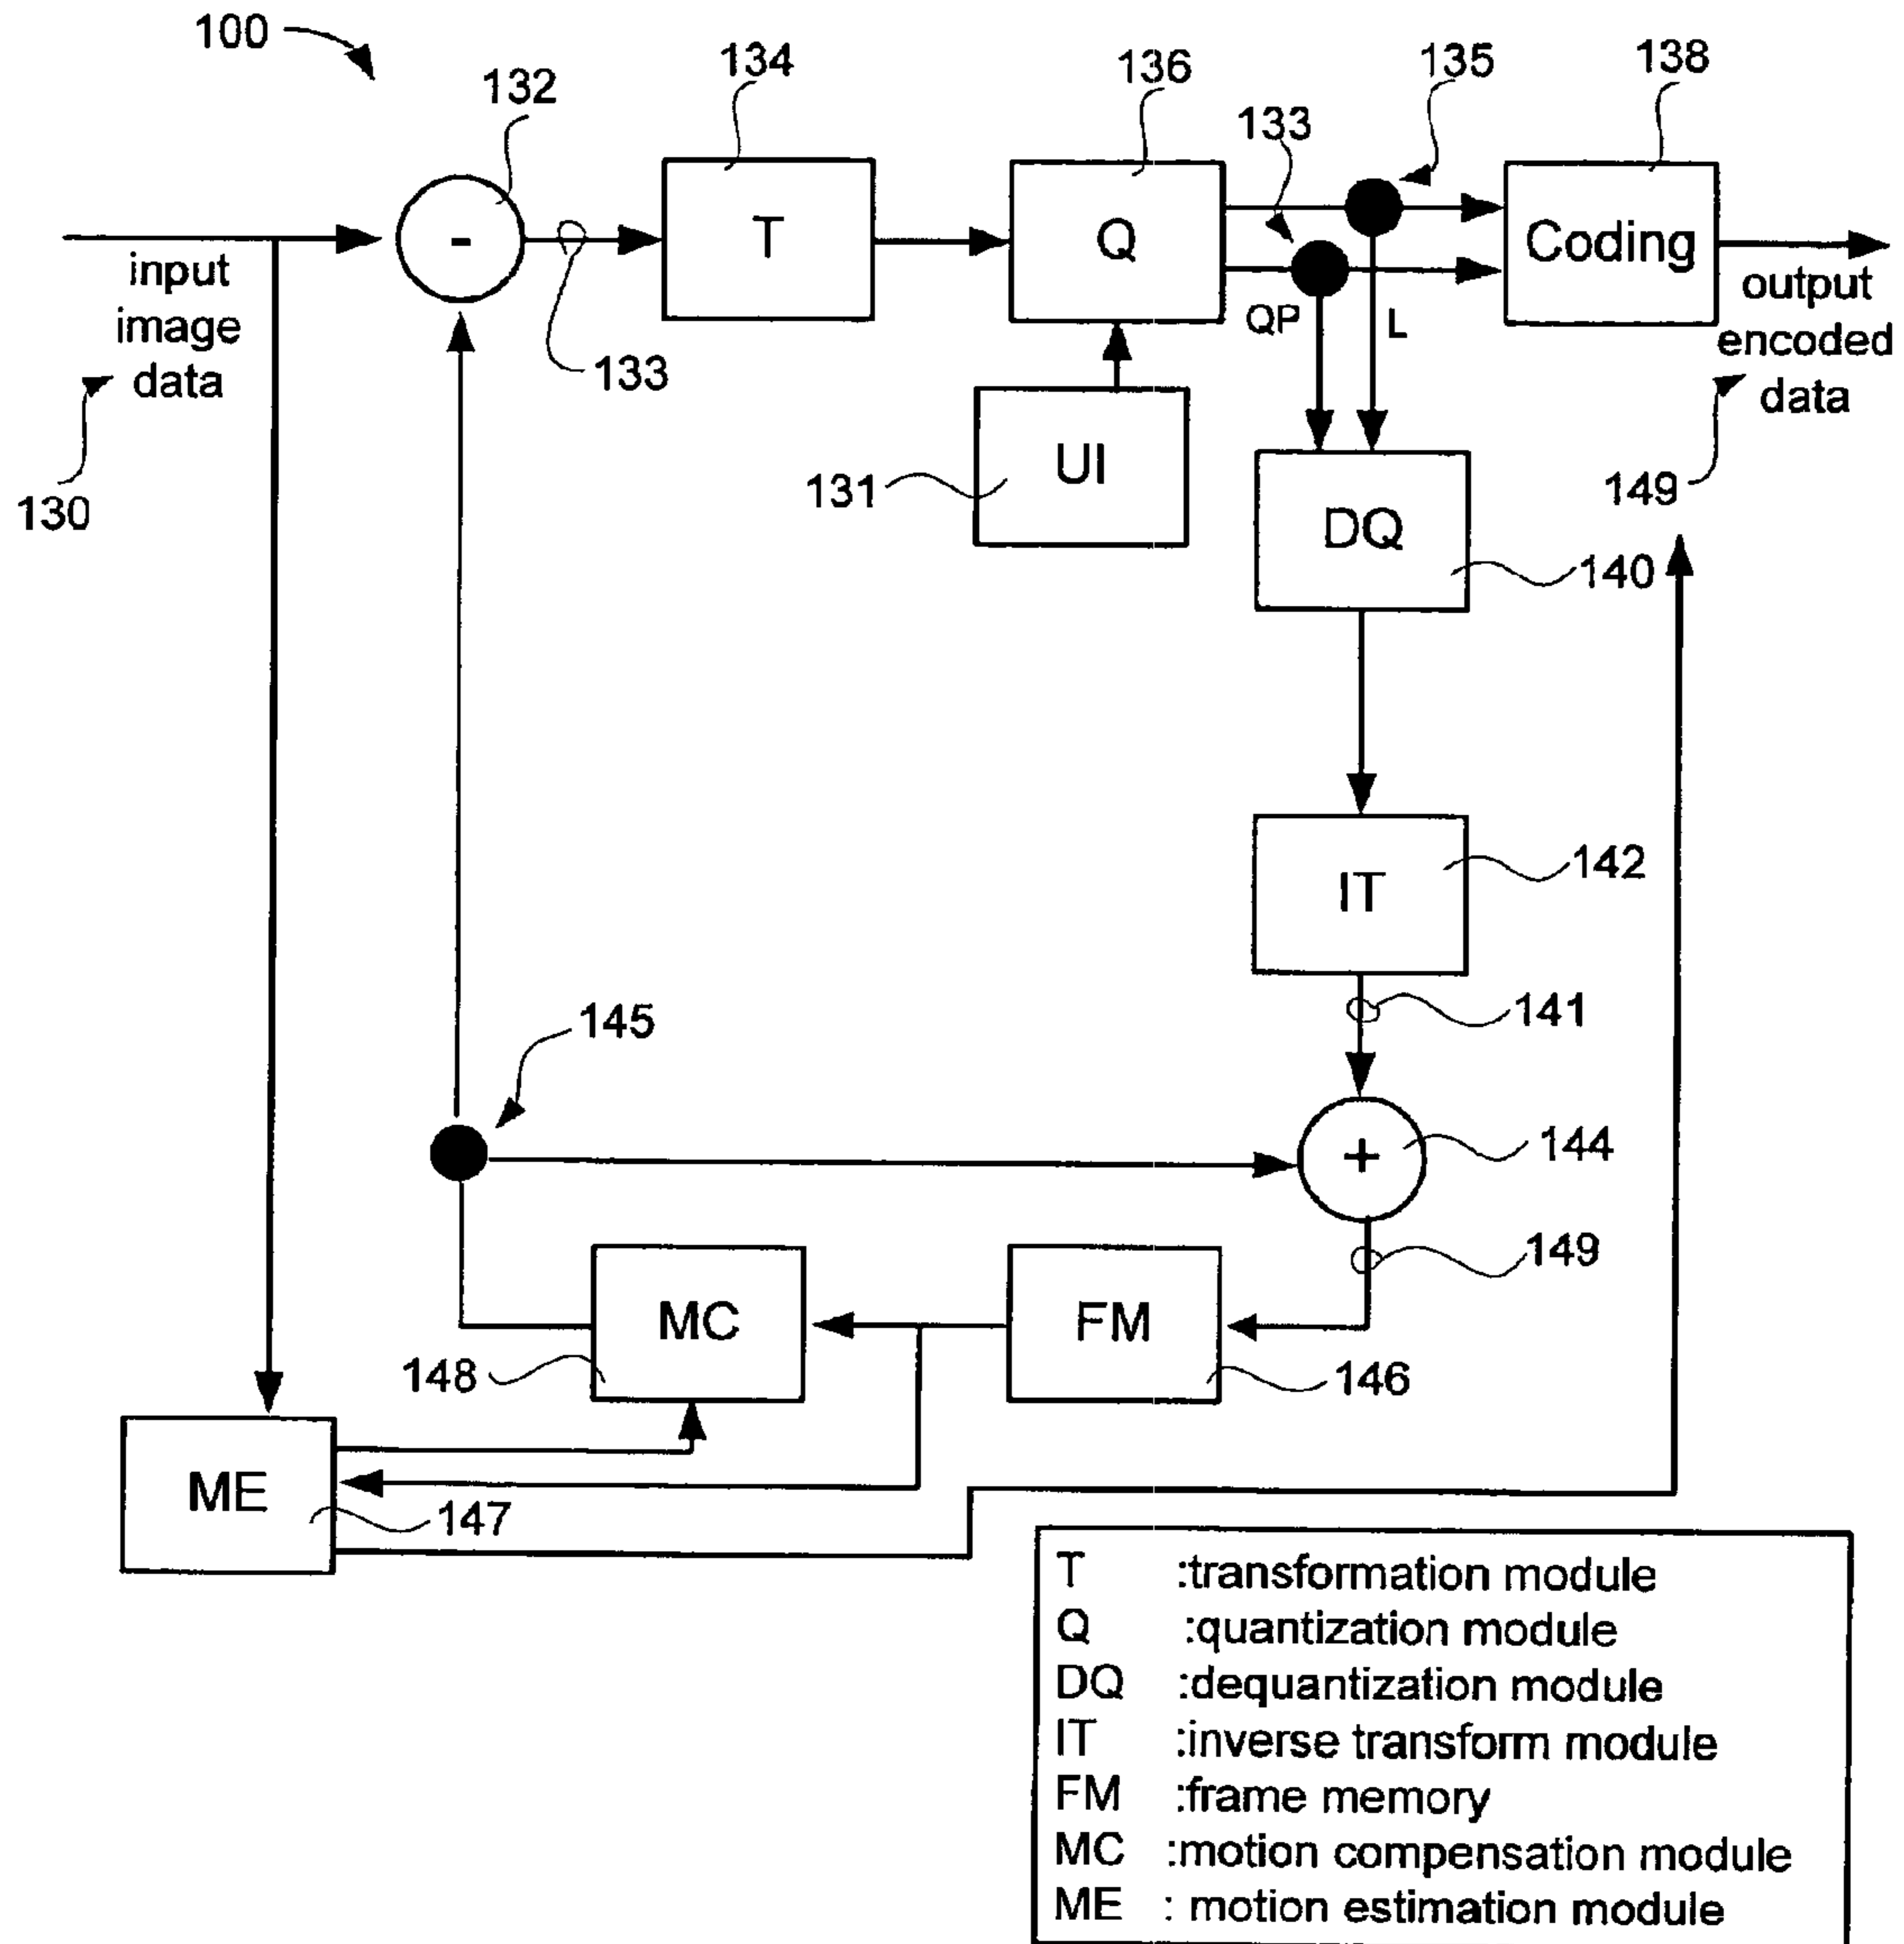 100
132
134
136
133
135
138
-
T
Q
Coding
input
image
data
133
QP
L
output
encoded
data
130
131
UI
149
DQ
140
IT
142
141
145
+
144
149
MC
FM
148
146
ME
147
T :transformation module
Q :quantization module
DQ :dequantization module
IT :inverse transform module
FM :frame memory
MC :motion compensation module
ME : motion estimation module